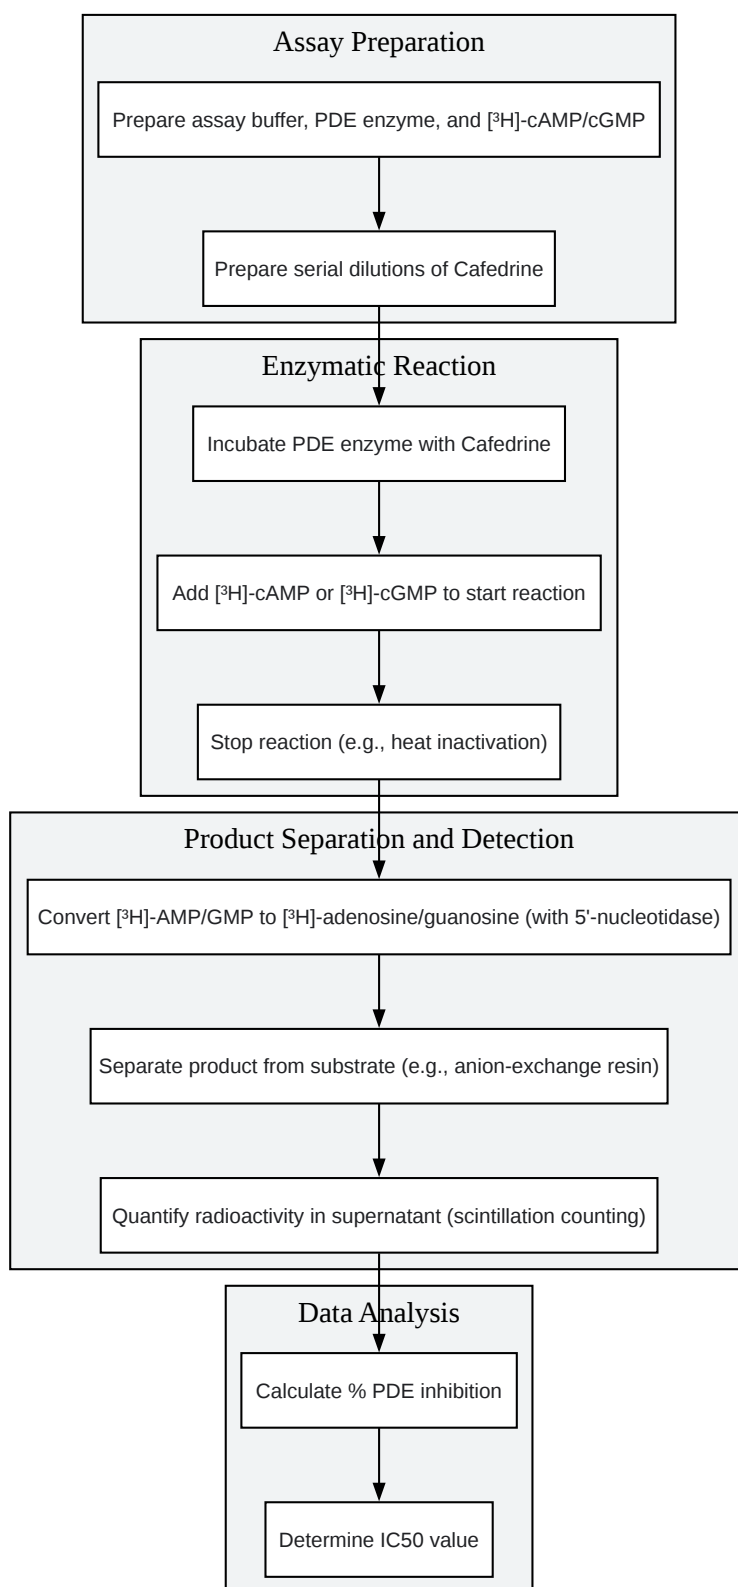 Assay Preparation
Prepare assay buffer, PDE enzyme, and [³H]-cAMP/cGMP
Prepare serial dilutions of Cafedrine
Enzymatic Reaction
Incubate PDE enzyme with Cafedrine
Add [³H]-cAMP or [³H]-cGMP to start reaction
Stop reaction (e.g., heat inactivation)
Product Separation and Detection
Convert [³H]-AMP/GMP to [³H]-adenosine/guanosine (with 5'-nucleotidase)
Separate product from substrate (e.g., anion-exchange resin)
Quantify radioactivity in supernatant (scintillation counting)
Data Analysis
Calculate % PDE inhibition
Determine IC50 value